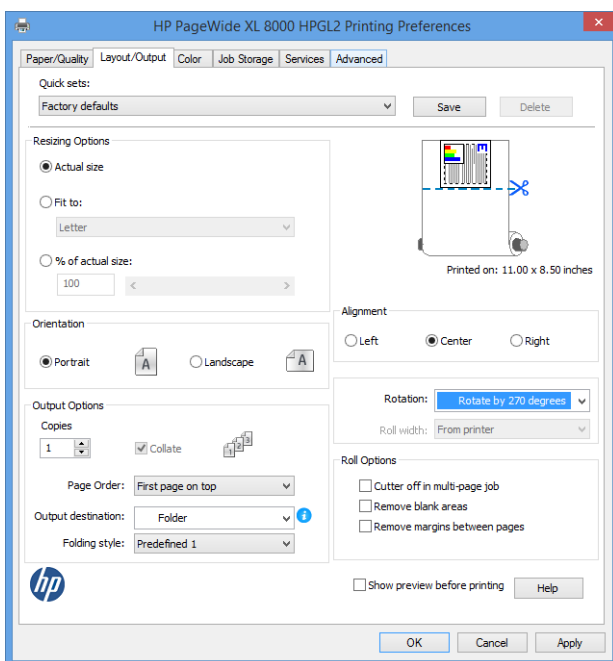 HP PageWide XL 8000 HPGL2 Printing Preferences
Paper/Quality Layout/Output Color Job Storage Services Advanced
Quick sets:
Factory defaults Save Delete
Resizing Options
Actual size
Fit to:
Letter
% of actual size:
100
Printed on: 11.00 x 8.50 inches
Orientation
Portrait A Landscape A
Alignment
Left Center Right
Output Options
Copies
1 Collate 1 2 3
Page Order: First page on top
Output destination: Folder i
Folding style: Predefined 1
Rotation: Rotate by 270 degrees
Roll width: From printer
Roll Options
Cutter off in multi-page job
Remove blank areas
Remove margins between pages
hp
Show preview before printing Help
OK Cancel Apply